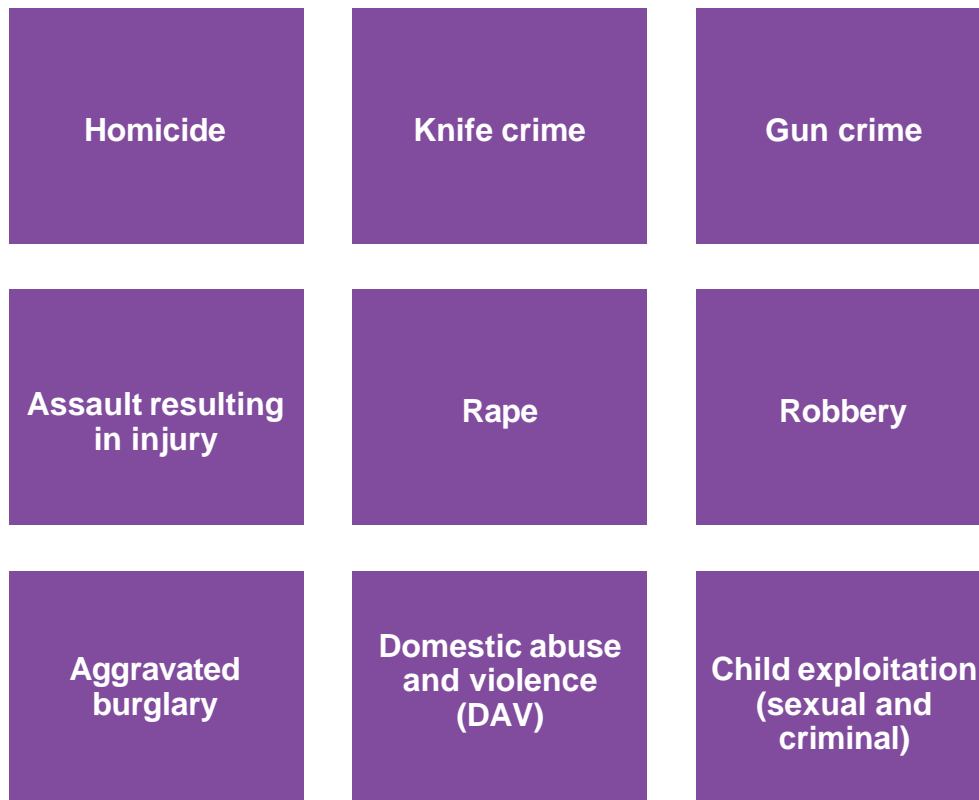 Homicide
Knife crime
Gun crime
Assault resulting
in injury
Rape
Robbery
Aggravated
burglary
Domestic abuse
and violence
(DAV)
Child exploitation
(sexual and
criminal)